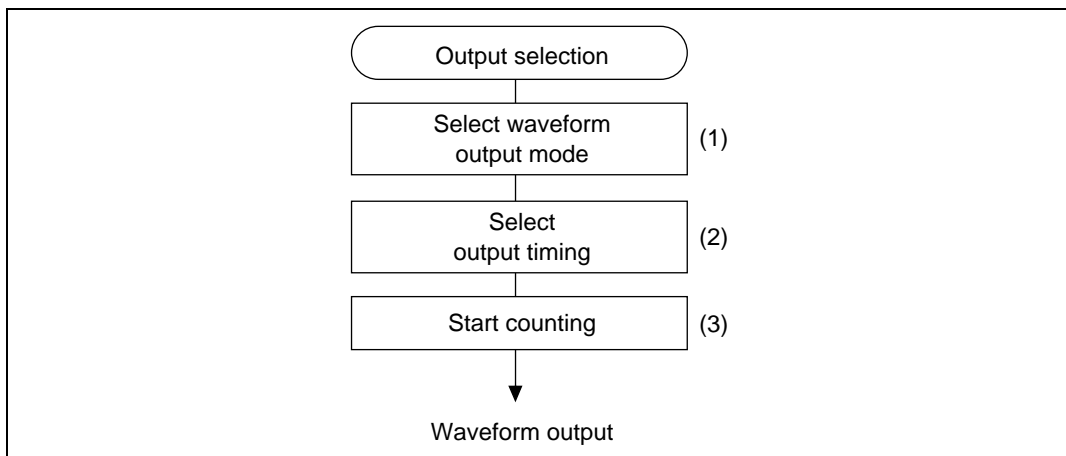 Output selection
Select waveform
output mode
(1)
Select
output timing
(2)
Start counting
(3)
Waveform output